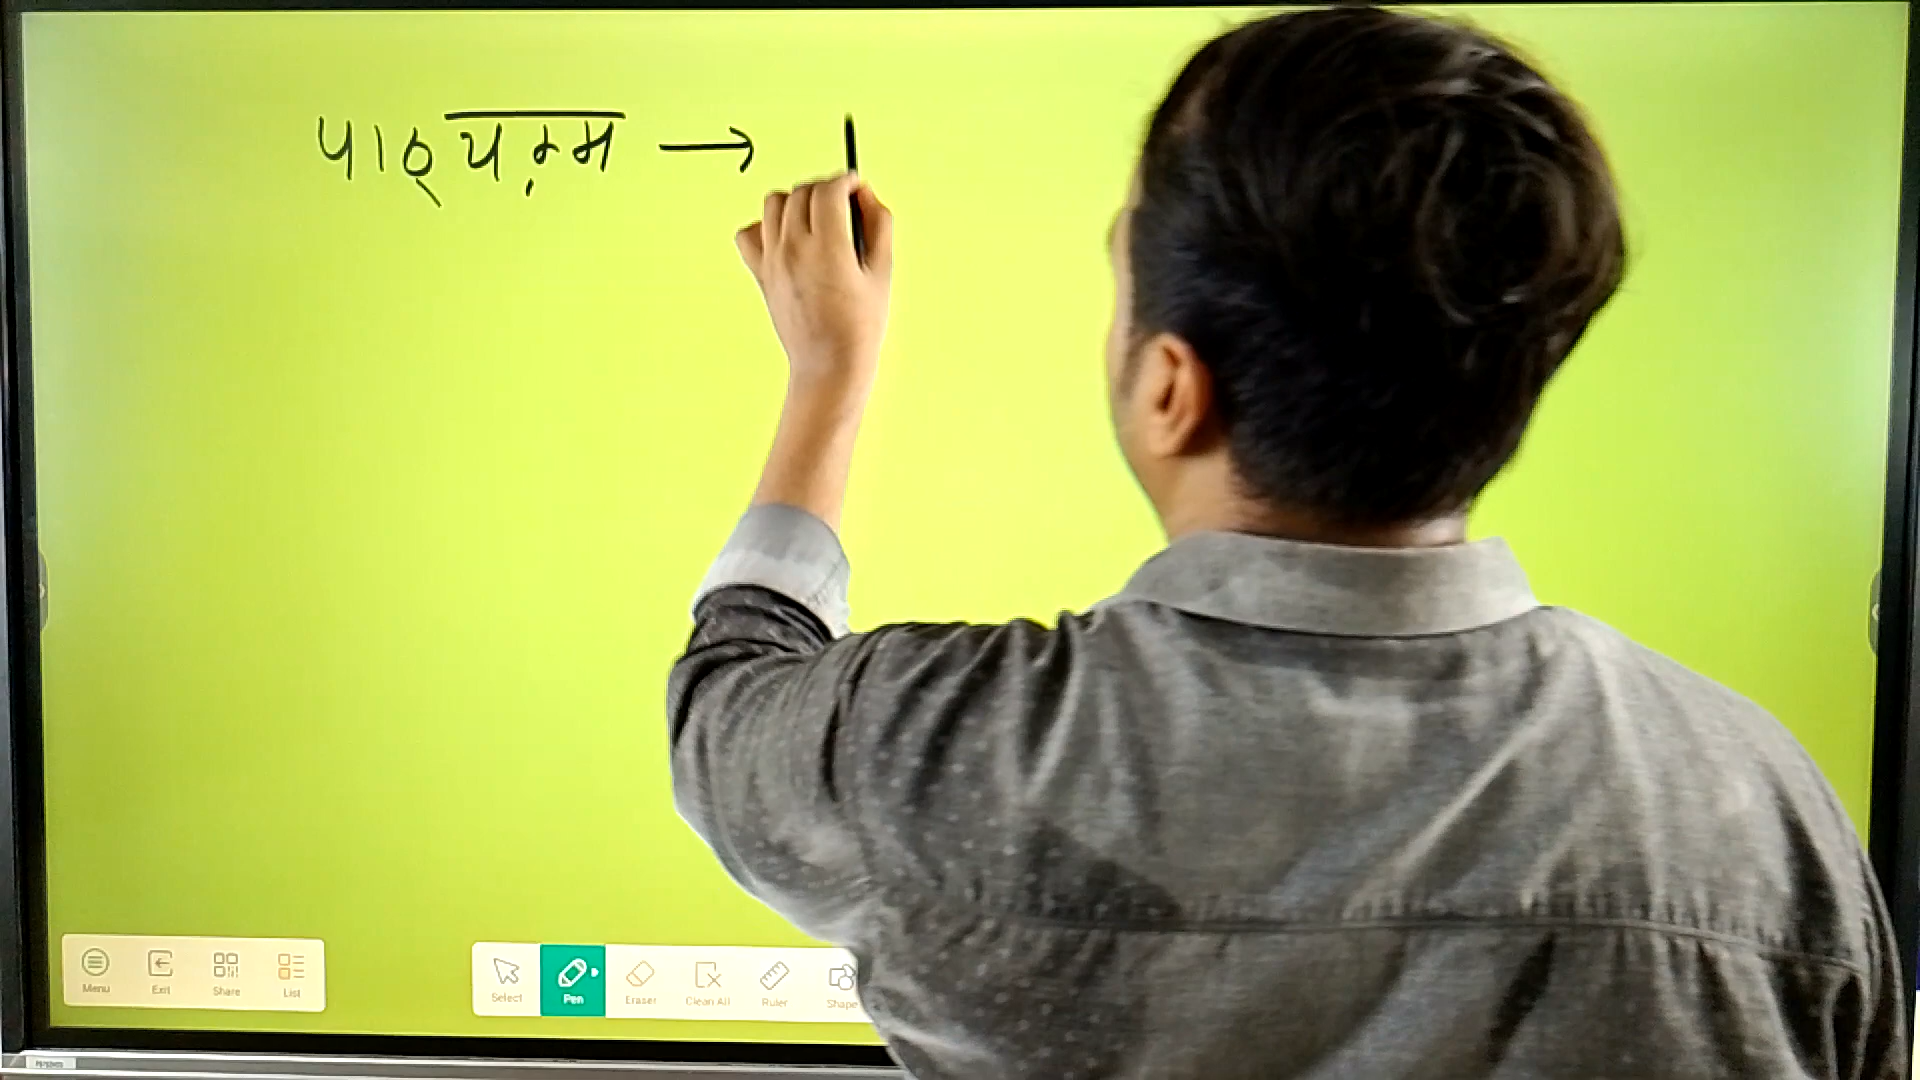 पाठ्यक्रम →
Menu Exit Share List Select Pen Eraser Clean All Ruler Shape